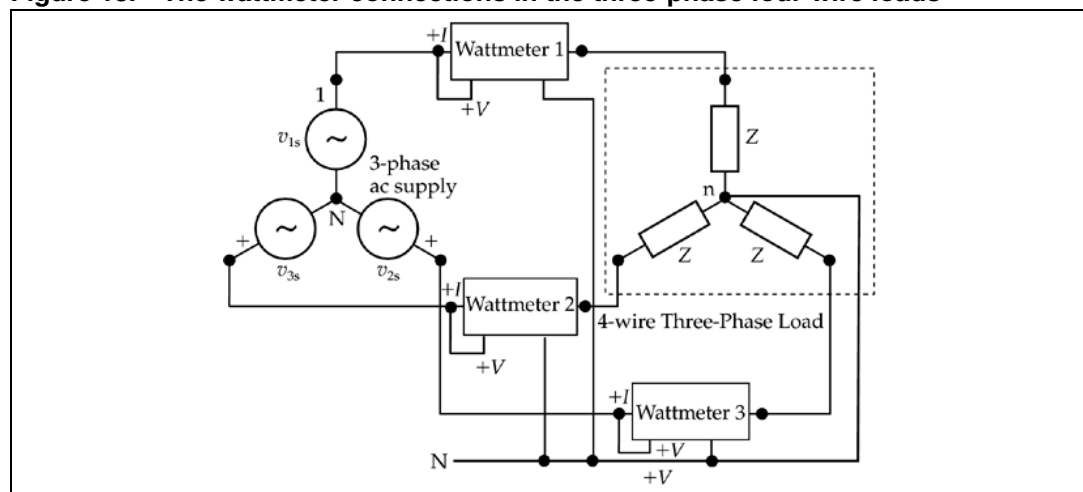 Figure 13. The wattmeter connections in the three-phase four-wire loads
+I
Wattmeter 1
+V
1
v1s
3-phase
ac supply
N
+
+
v3s
v2s
Z
n
Z
Z
+I
Wattmeter 2
4-wire Three-Phase Load
+V
+I
Wattmeter 3
+V
N
+V